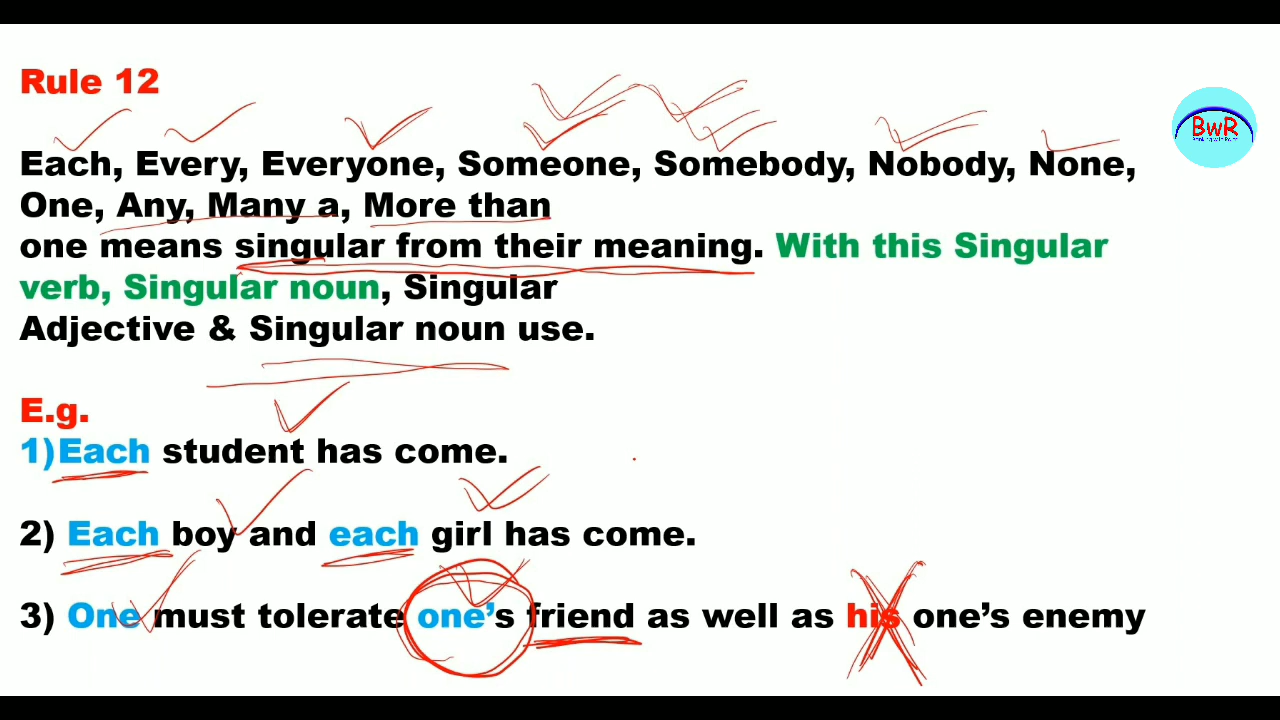 Rule 12
BwR
Each, Every, Everyone, Someone, Somebody, Nobody, None,
One, Any, Many a, More than
one means singular from their meaning. With this Singular
verb, Singular noun, Singular
Adjective & Singular noun use.
E.g.
1)Each student has come.
2) Each boy and each girl has come.
3) One must tolerate one's friend as well as his one's enemy